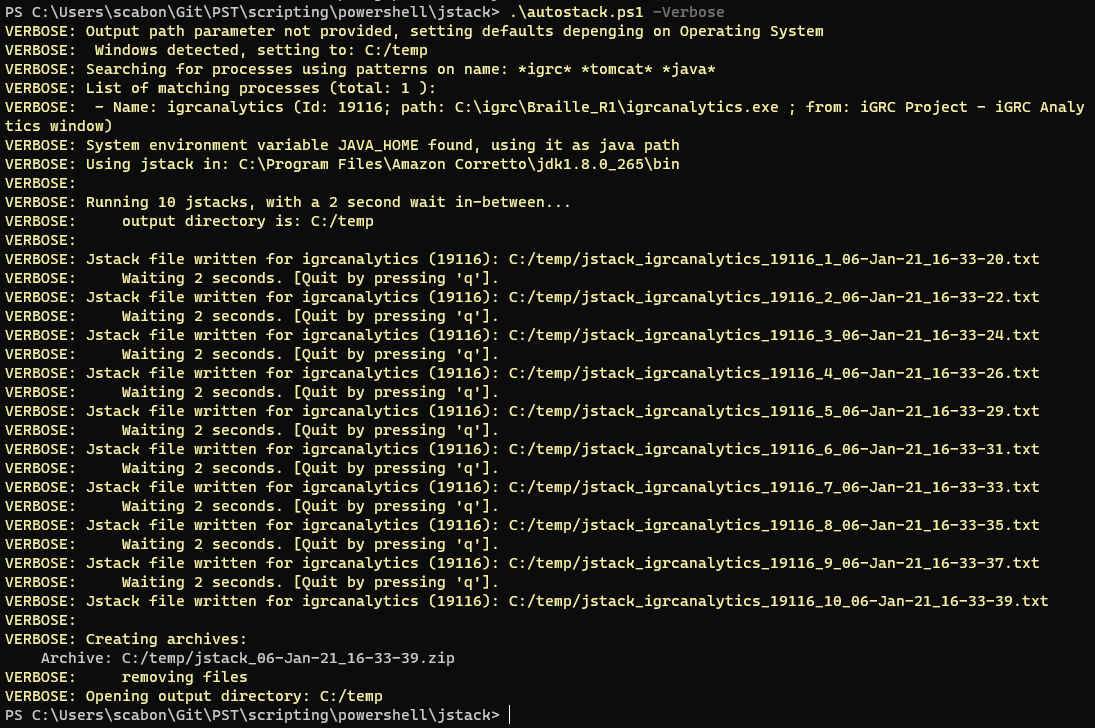 PS C:\Users\scabon\Git\PST\scripting\powershell\jstack> .\autostack.ps1 -Verbose
VERBOSE: Output path parameter not provided, setting defaults depenging on Operating System
VERBOSE:  Windows detected, setting to: C:/temp
VERBOSE: Searching for processes using patterns on name: *igrc* *tomcat* *java*
VERBOSE: List of matching processes (total: 1 ):
VERBOSE:  - Name: igrcanalytics (Id: 19116; path: C:\igrc\Braille_R1\igrcanalytics.exe ; from: iGRC Project - iGRC Analy
tics window)
VERBOSE: System environment variable JAVA_HOME found, using it as java path
VERBOSE: Using jstack in: C:\Program Files\Amazon Corretto\jdk1.8.0_265\bin
VERBOSE:
VERBOSE: Running 10 jstacks, with a 2 second wait in-between...
VERBOSE:     output directory is: C:/temp
VERBOSE:
VERBOSE: Jstack file written for igrcanalytics (19116): C:/temp/jstack_igrcanalytics_19116_1_06-Jan-21_16-33-20.txt
VERBOSE:     Waiting 2 seconds. [Quit by pressing 'q'].
VERBOSE: Jstack file written for igrcanalytics (19116): C:/temp/jstack_igrcanalytics_19116_2_06-Jan-21_16-33-22.txt
VERBOSE:     Waiting 2 seconds. [Quit by pressing 'q'].
VERBOSE: Jstack file written for igrcanalytics (19116): C:/temp/jstack_igrcanalytics_19116_3_06-Jan-21_16-33-24.txt
VERBOSE:     Waiting 2 seconds. [Quit by pressing 'q'].
VERBOSE: Jstack file written for igrcanalytics (19116): C:/temp/jstack_igrcanalytics_19116_4_06-Jan-21_16-33-26.txt
VERBOSE:     Waiting 2 seconds. [Quit by pressing 'q'].
VERBOSE: Jstack file written for igrcanalytics (19116): C:/temp/jstack_igrcanalytics_19116_5_06-Jan-21_16-33-29.txt
VERBOSE:     Waiting 2 seconds. [Quit by pressing 'q'].
VERBOSE: Jstack file written for igrcanalytics (19116): C:/temp/jstack_igrcanalytics_19116_6_06-Jan-21_16-33-31.txt
VERBOSE:     Waiting 2 seconds. [Quit by pressing 'q'].
VERBOSE: Jstack file written for igrcanalytics (19116): C:/temp/jstack_igrcanalytics_19116_7_06-Jan-21_16-33-33.txt
VERBOSE:     Waiting 2 seconds. [Quit by pressing 'q'].
VERBOSE: Jstack file written for igrcanalytics (19116): C:/temp/jstack_igrcanalytics_19116_8_06-Jan-21_16-33-35.txt
VERBOSE:     Waiting 2 seconds. [Quit by pressing 'q'].
VERBOSE: Jstack file written for igrcanalytics (19116): C:/temp/jstack_igrcanalytics_19116_9_06-Jan-21_16-33-37.txt
VERBOSE:     Waiting 2 seconds. [Quit by pressing 'q'].
VERBOSE: Jstack file written for igrcanalytics (19116): C:/temp/jstack_igrcanalytics_19116_10_06-Jan-21_16-33-39.txt
VERBOSE:
VERBOSE: Creating archives:
    Archive: C:/temp/jstack_06-Jan-21_16-33-39.zip
VERBOSE:     removing files
VERBOSE: Opening output directory: C:/temp
PS C:\Users\scabon\Git\PST\scripting\powershell\jstack>